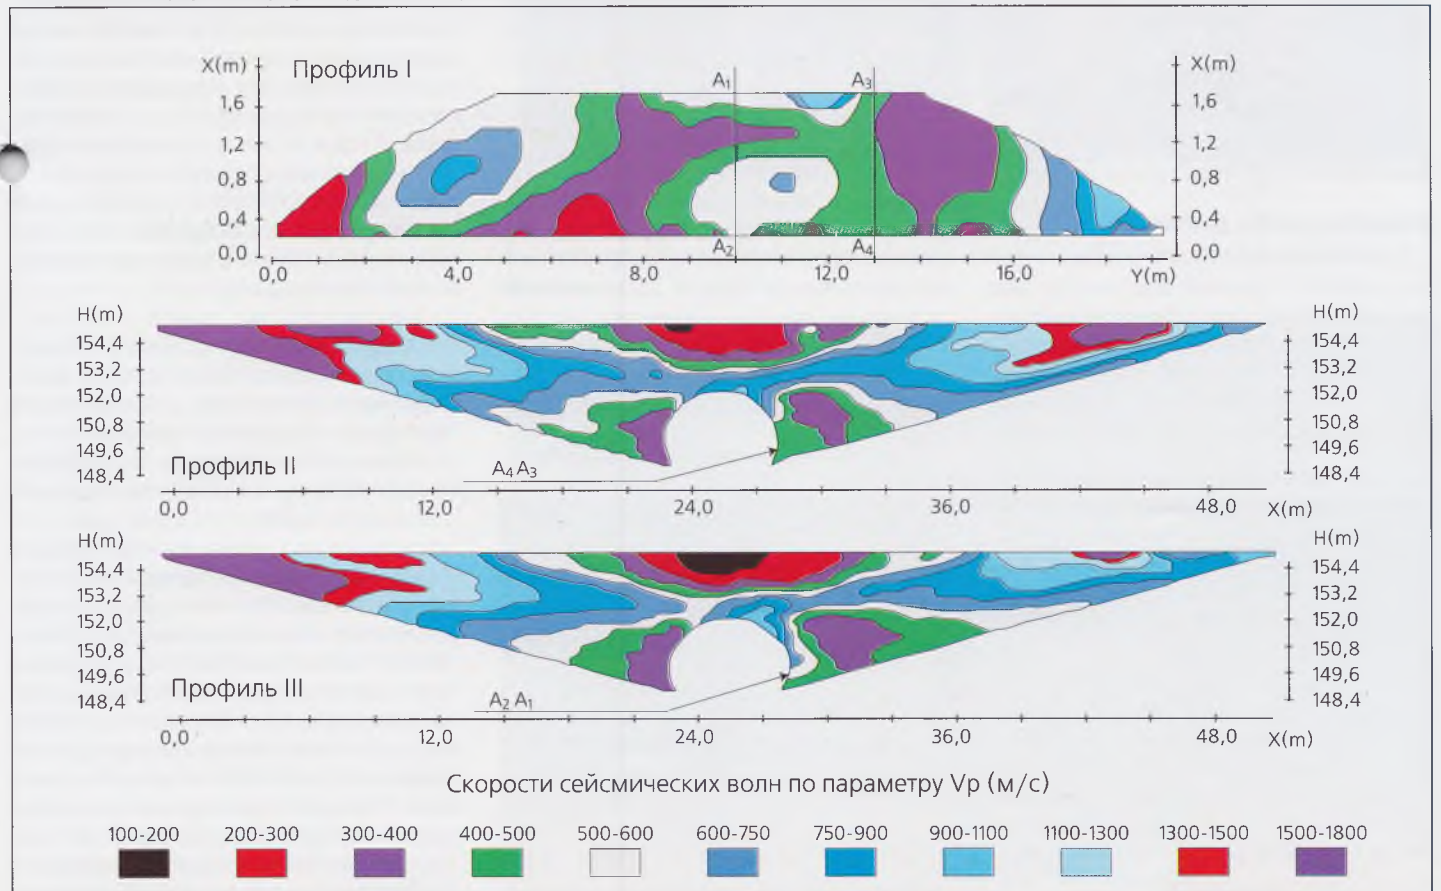 Профиль I
X(m)
1,6
1,2
0,8
0,4
0,0
A1
A3
A2
A4
X(m)
1,6
1,2
0,8
0,4
0,0
0,0 4,0 8,0 12,0 16,0 Y(m)
H(m)
154,4
153,2
152,0
150,8
149,6
148,4
Профиль II
A4 A3
H(m)
154,4
153,2
152,0
150,8
149,6
148,4
0,0 12,0 24,0 36,0 48,0 X(m)
H(m)
154,4
153,2
152,0
150,8
149,6
148,4
Профиль III
A2 A1
H(m)
154,4
153,2
152,0
150,8
149,6
148,4
0,0 12,0 24,0 36,0 48,0 X(m)
Скорости сейсмических волн по параметру Vp (м/с)
100-200 200-300 300-400 400-500 500-600 600-750 750-900 900-1100 1100-1300 1300-1500 1500-1800